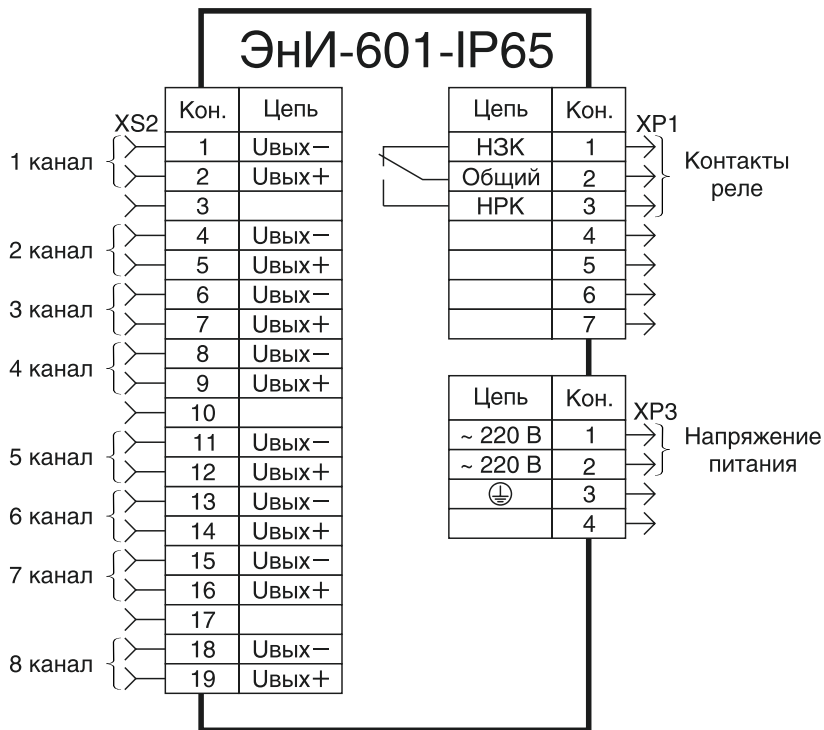 ЭнИ-601-IP65
XS2
Кон. Цепь
1 канал
1 Uвых−
2 Uвых+
3
2 канал
4 Uвых−
5 Uвых+
3 канал
6 Uвых−
7 Uвых+
4 канал
8 Uвых−
9 Uвых+
10
5 канал
11 Uвых−
12 Uвых+
6 канал
13 Uвых−
14 Uвых+
7 канал
15 Uвых−
16 Uвых+
17
8 канал
18 Uвых−
19 Uвых+
Цепь Кон.
XP1
НЗК 1
Общий 2
НРК 3
4
5
6
7
Контакты
реле
Цепь Кон.
XP3
~ 220 В 1
~ 220 В 2
3
4
Напряжение
питания